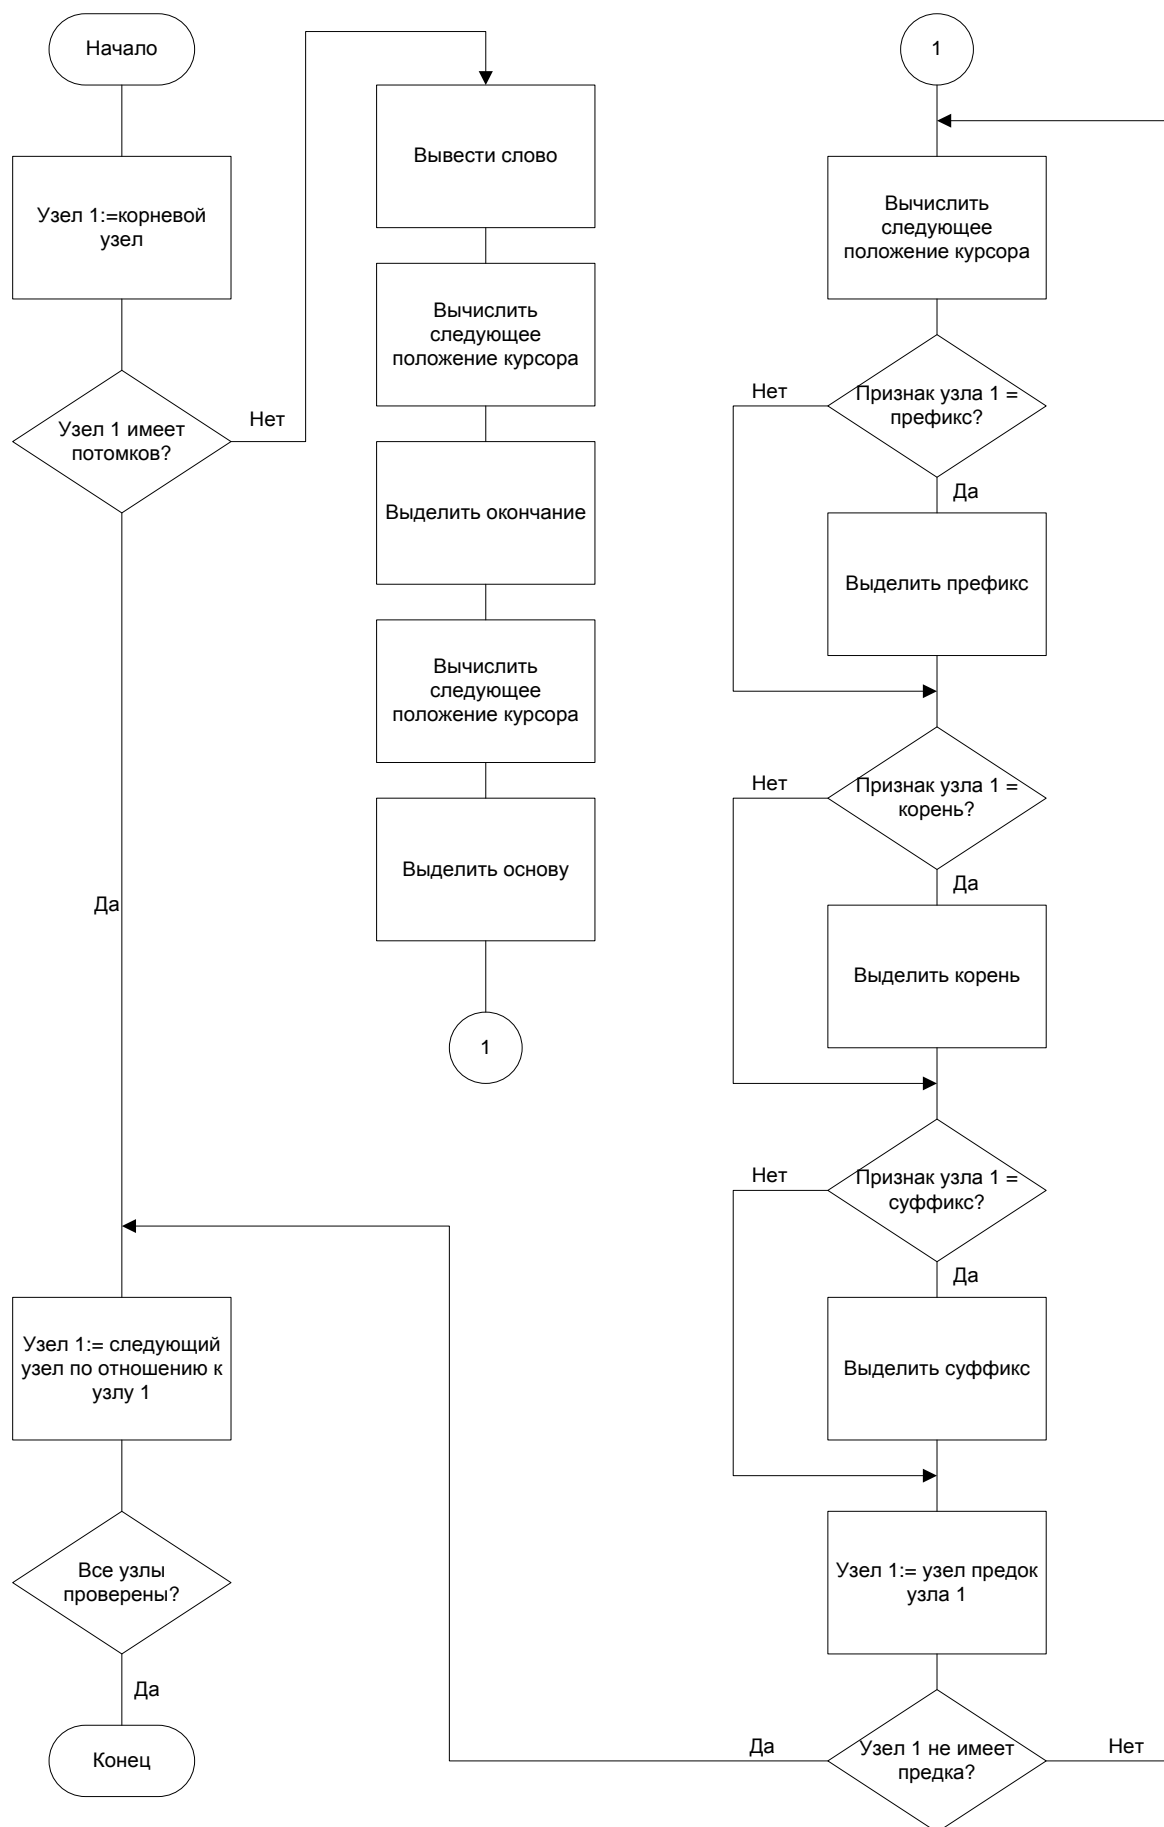 Начало
Узел 1:=корневой
узел
Узел 1 имеет
потомков?
Нет
Да
Узел 1:= следующий
узел по отношению к
узлу 1
Все узлы
проверены?
Да
Конец
Вывести слово
Вычислить
следующее
положение курсора
Выделить окончание
Вычислить
следующее
положение курсора
Выделить основу
1
1
Вычислить
следующее
положение курсора
Признак узла 1 =
префикс?
Нет
Да
Выделить префикс
Признак узла 1 =
корень?
Нет
Да
Выделить корень
Признак узла 1 =
суффикс?
Нет
Да
Выделить суффикс
Узел 1:= узел предок
узла 1
Узел 1 не имеет
предка?
Да
Нет